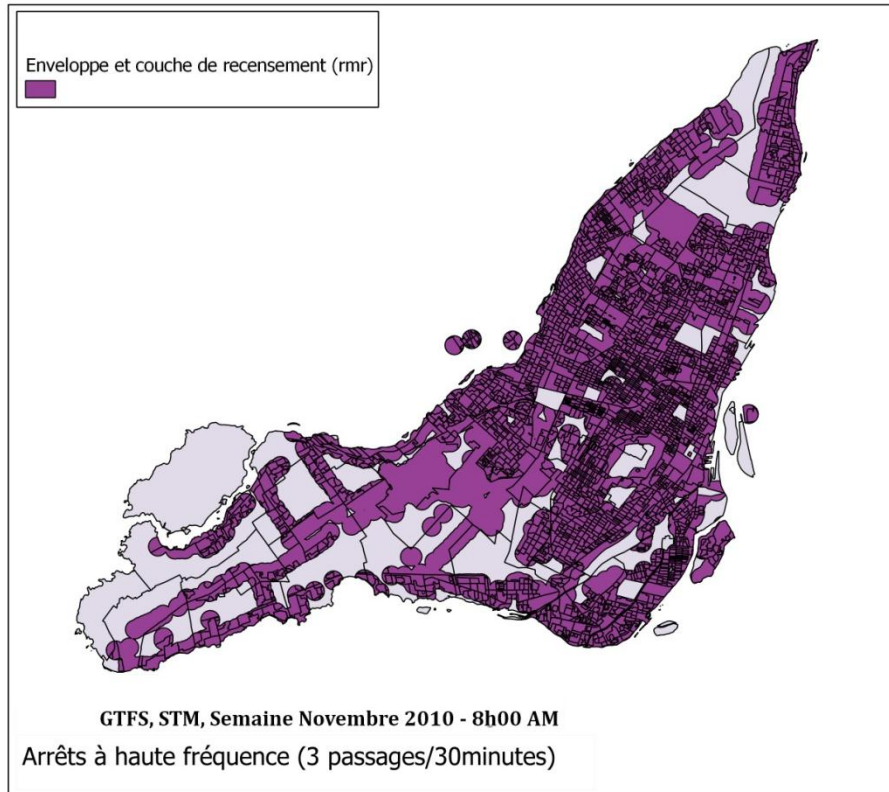 Enveloppe et couche de recensement (rmr)
GTFS, STM, Semaine Novembre 2010 - 8h00 AM
Arrêts à haute fréquence (3 passages/30minutes)